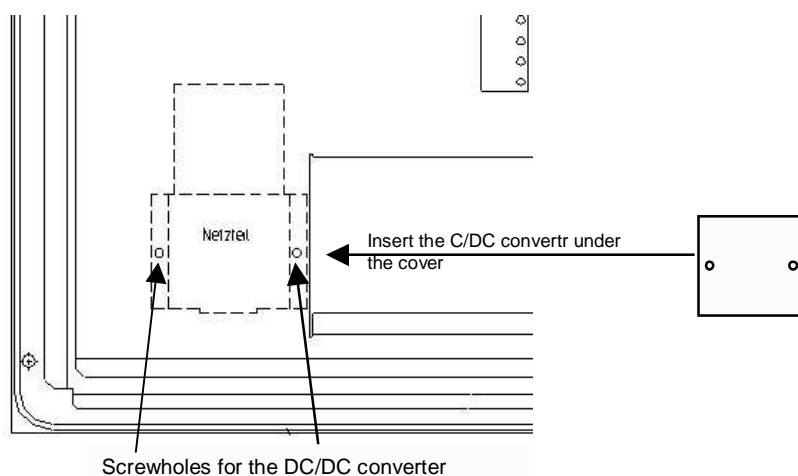 Netzteil
Insert the C/DC convertr under
the cover
Screwholes for the DC/DC converter